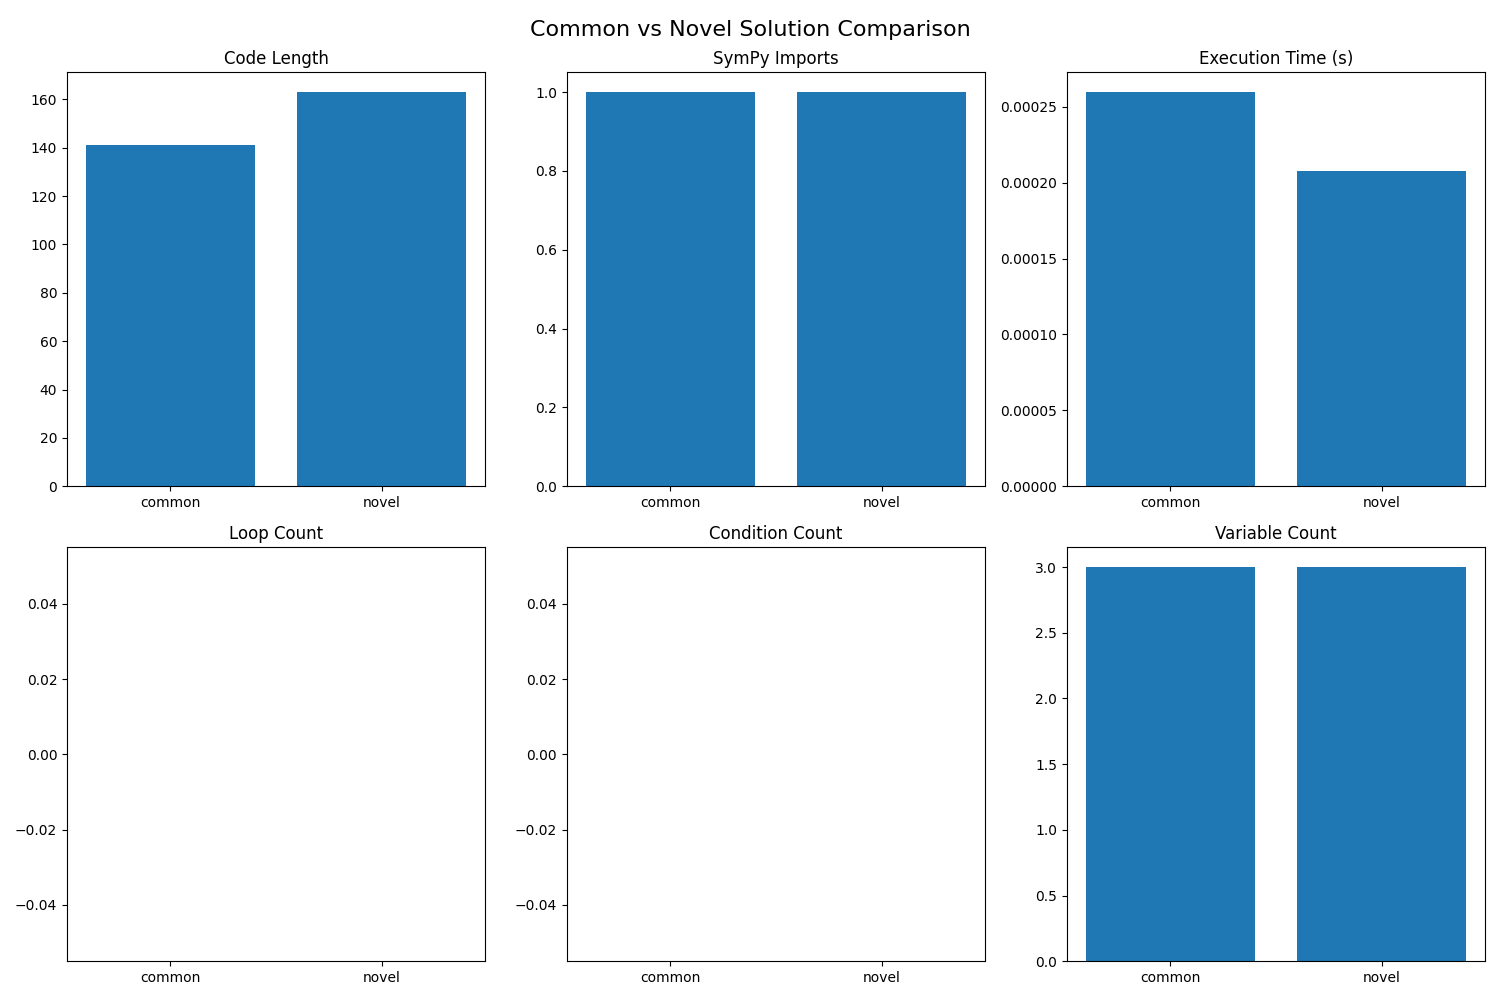 Common vs Novel Solution Comparison
Code Length
160
140
120
100
80
60
40
20
0
common novel
SymPy Imports
1.0
0.8
0.6
0.4
0.2
0.0
common novel
Execution Time (s)
0.00025
0.00020
0.00015
0.00010
0.00005
0.00000
common novel
Loop Count
0.04
0.02
0.00
−0.02
−0.04
common novel
Condition Count
0.04
0.02
0.00
−0.02
−0.04
common novel
Variable Count
3.0
2.5
2.0
1.5
1.0
0.5
0.0
common novel